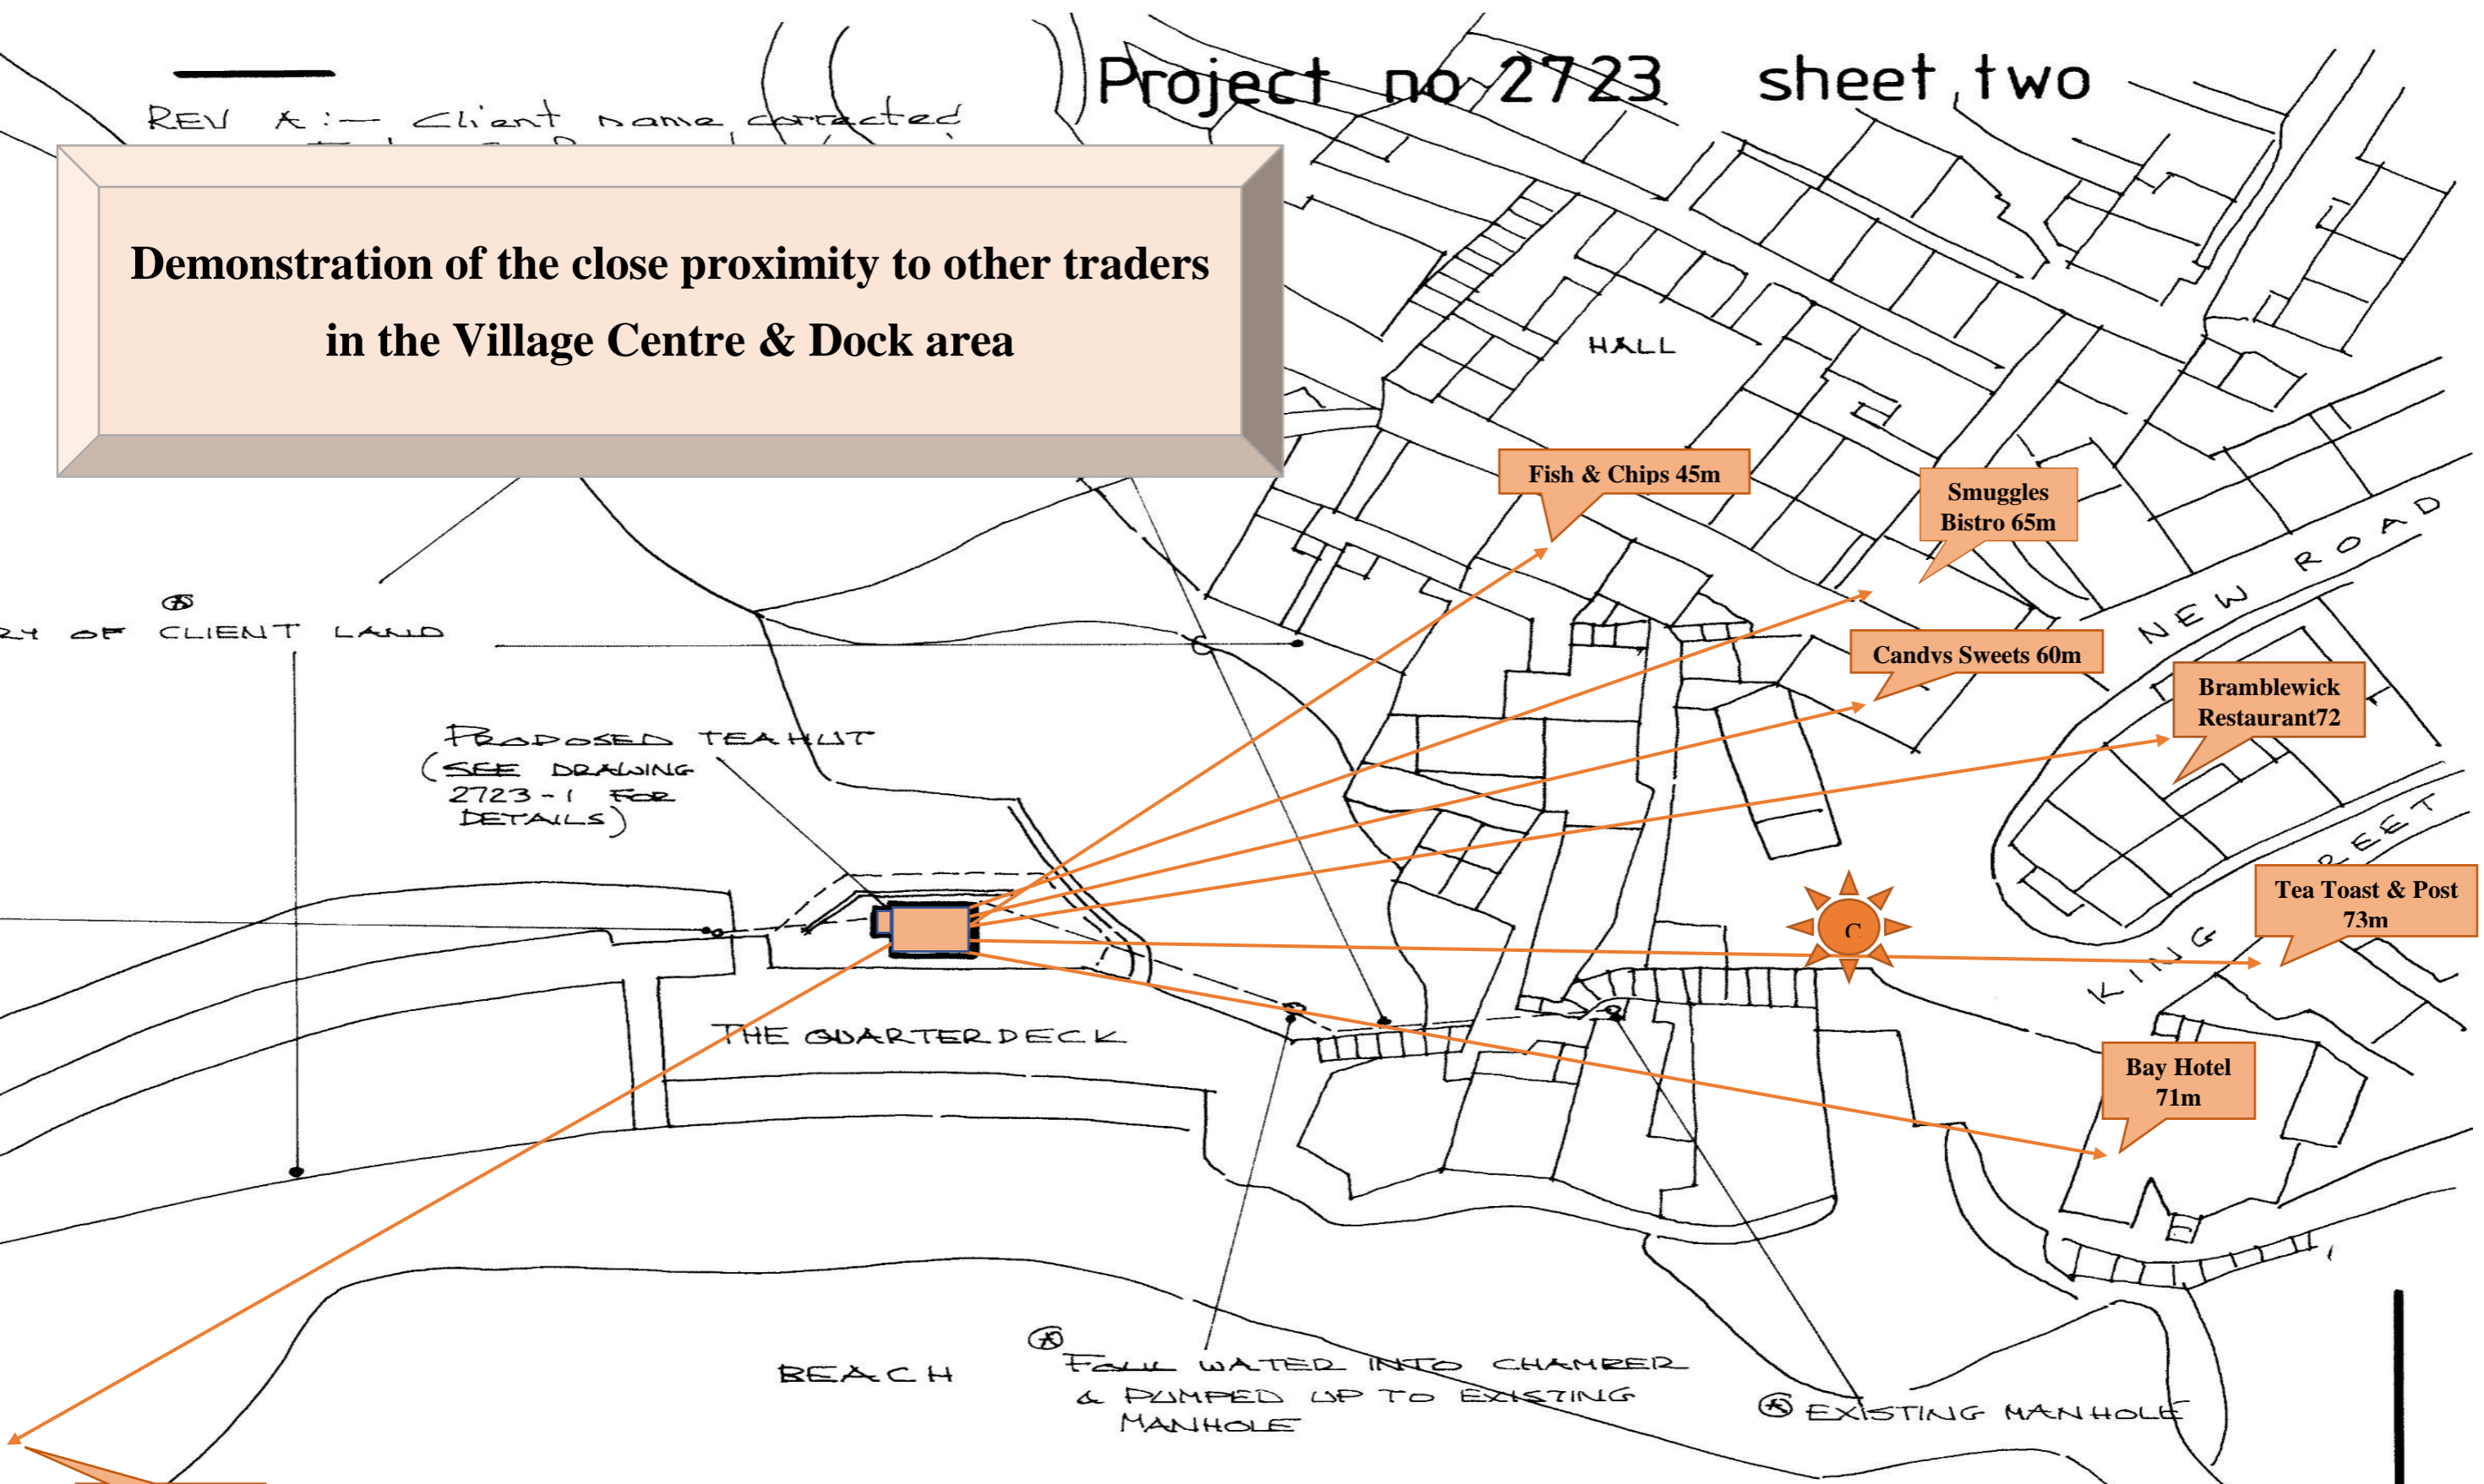 Project no 2723 sheet two
REV A :- Client name corrected
Demonstration of the close proximity to other traders
in the Village Centre & Dock area
HALL
Fish & Chips 45m
Smuggles
Bistro 65m
NEW ROAD
OF CLIENT LAND
Candys Sweets 60m
Bramblewick
Restaurant72
PROPOSED TEA HUT
(SEE DRAWING
2723-1 FOR
DETAILS)
KING REET
Tea Toast & Post
73m
C
THE QUARTERDECK
Bay Hotel
71m
BEACH
FOUL WATER INTO CHAMBER
& PUMPED UP TO EXISTING
MANHOLE
EXISTING MANHOLE